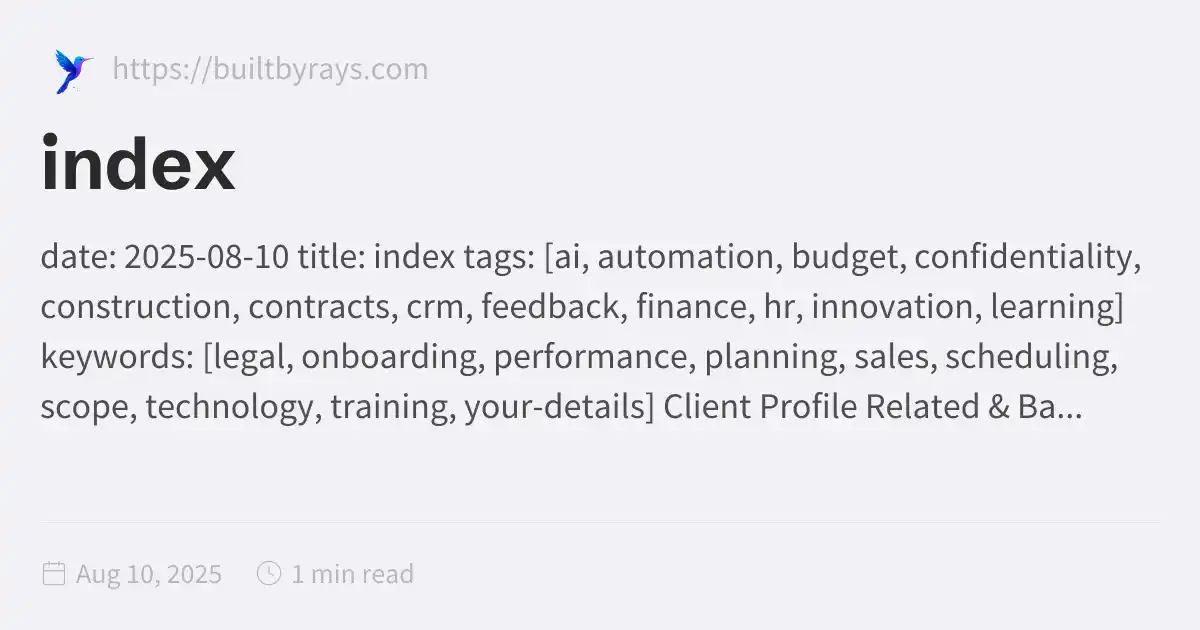 https://builtbyrays.com
index
date: 2025-08-10 title: index tags: [ai, automation, budget, confidentiality,
construction, contracts, crm, feedback, finance, hr, innovation, learning]
keywords: [legal, onboarding, performance, planning, sales, scheduling,
scope, technology, training, your-details] Client Profile Related & Ba...
Aug 10, 2025 1 min read